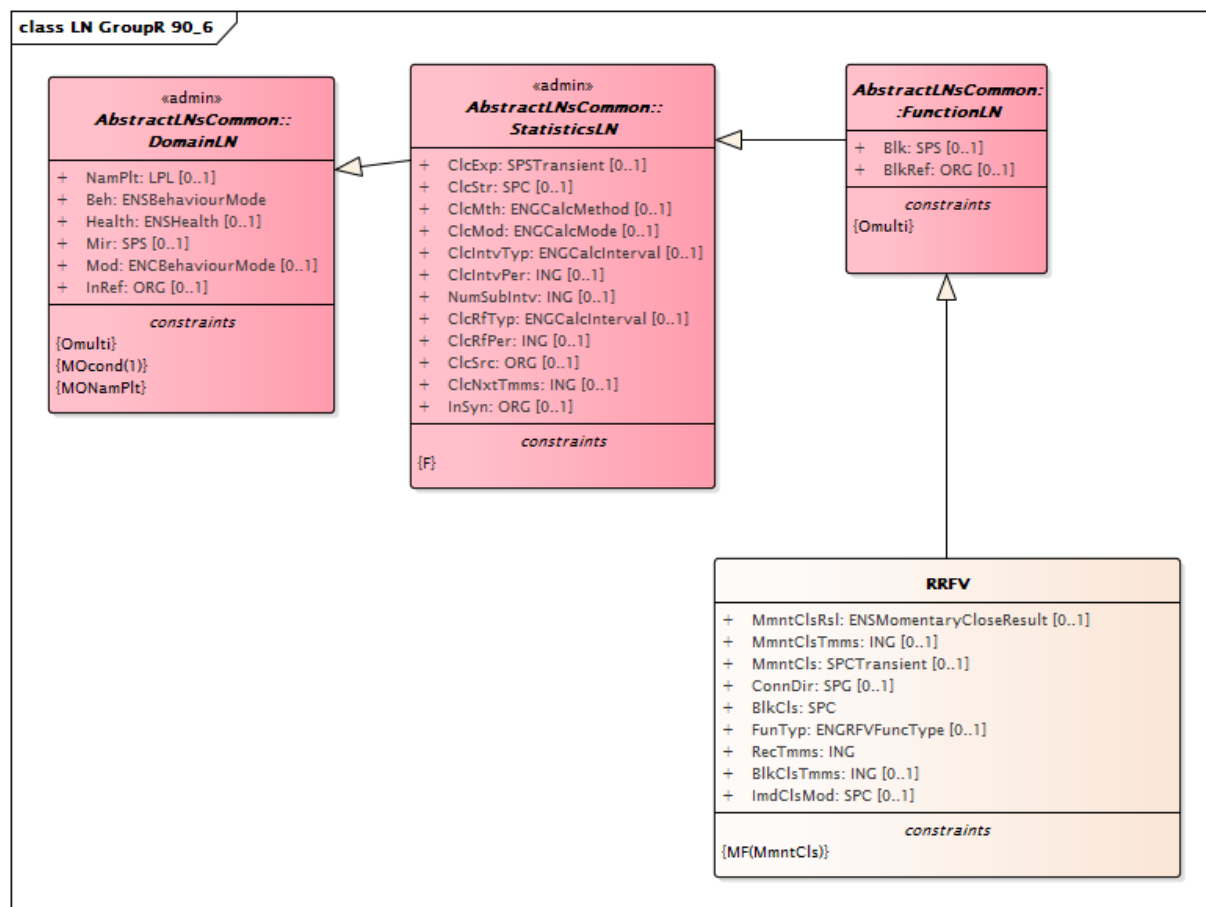 class LN GroupR 90_6
«admin»
AbstractLNsCommon::
DomainLN
+ NamPlt: LPL [0..1]
+ Beh: ENSBehaviourMode
+ Health: ENSHealth [0..1]
+ Mir: SPS [0..1]
+ Mod: ENCBehaviourMode [0..1]
+ InRef: ORG [0..1]
constraints
{Omulti}
{MOcond(1)}
{MONamPlt}
«admin»
AbstractLNsCommon::
StatisticsLN
+ ClcExp: SPSTransient [0..1]
+ ClcStr: SPC [0..1]
+ ClcMth: ENGCalcMethod [0..1]
+ ClcMod: ENGCalcMode [0..1]
+ ClcIntvTyp: ENGCalcInterval [0..1]
+ ClcIntvPer: ING [0..1]
+ NumSubIntv: ING [0..1]
+ ClcRfTyp: ENGCalcInterval [0..1]
+ ClcRfPer: ING [0..1]
+ ClcSrc: ORG [0..1]
+ ClcNxtTmms: ING [0..1]
+ InSyn: ORG [0..1]
constraints
{F}
AbstractLNsCommon:
:FunctionLN
+ Blk: SPS [0..1]
+ BlkRef: ORG [0..1]
constraints
{Omulti}
RRFV
+ MmntClsRsl: ENSMomentaryCloseResult [0..1]
+ MmntClsTmms: ING [0..1]
+ MmntCls: SPCTransient [0..1]
+ ConnDir: SPG [0..1]
+ BlkCls: SPC
+ FunTyp: ENGRFVFuncType [0..1]
+ RecTmms: ING
+ BlkClsTmms: ING [0..1]
+ ImdClsMod: SPC [0..1]
constraints
{MF(MmntCls)}